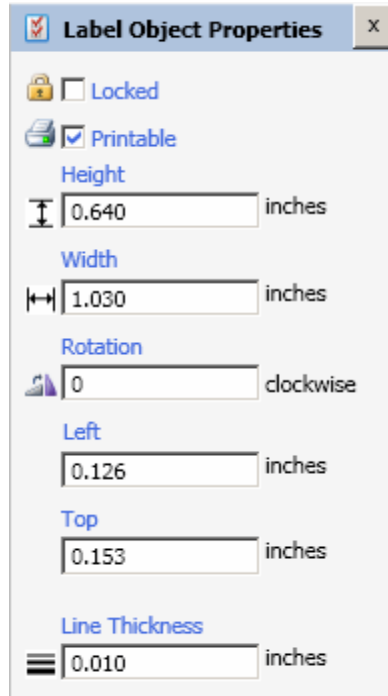 Label Object Properties x
Locked
Printable
Height
0.640 inches
Width
1.030 inches
Rotation
0 clockwise
Left
0.126 inches
Top
0.153 inches
Line Thickness
0.010 inches